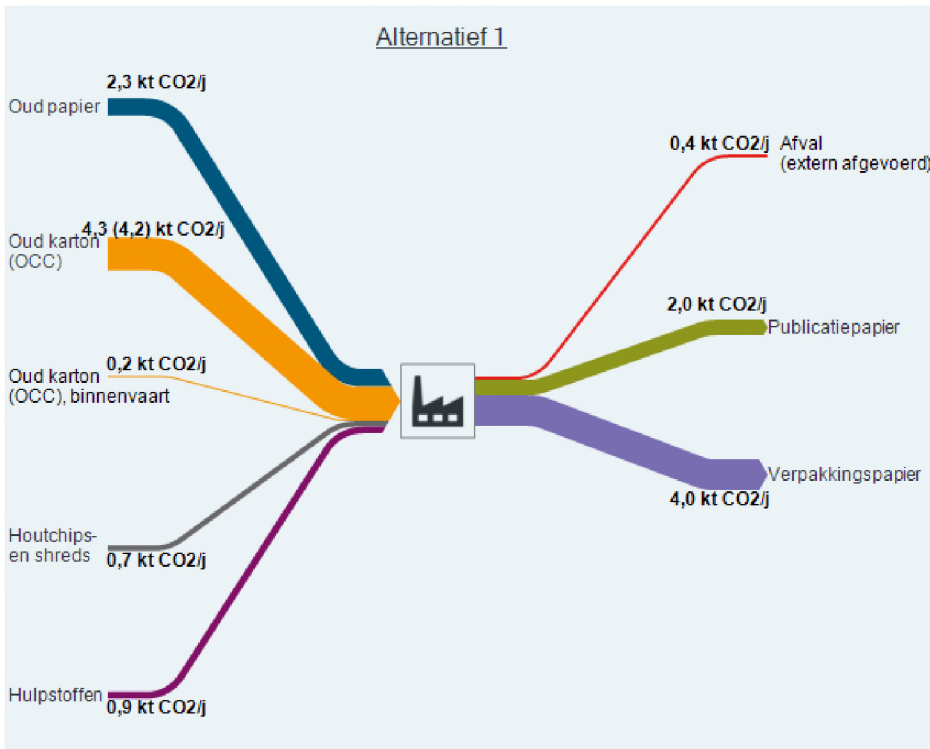 Alternatief 1
2,3 kt CO2/j
Oud papier
4,3 (4,2) kt CO2/j
Oud karton
(OCC)
0,2 kt CO2/j
Oud karton
(OCC), binnenvaart
Houtchips-
en shreds
0,7 kt CO2/j
Hulpstoffen
0,9 kt CO2/j
0,4 kt CO2/j
Afval
(extern afgevoerd)
2,0 kt CO2/j
Publicatiepapier
Verpakkingspapier
4,0 kt CO2/j